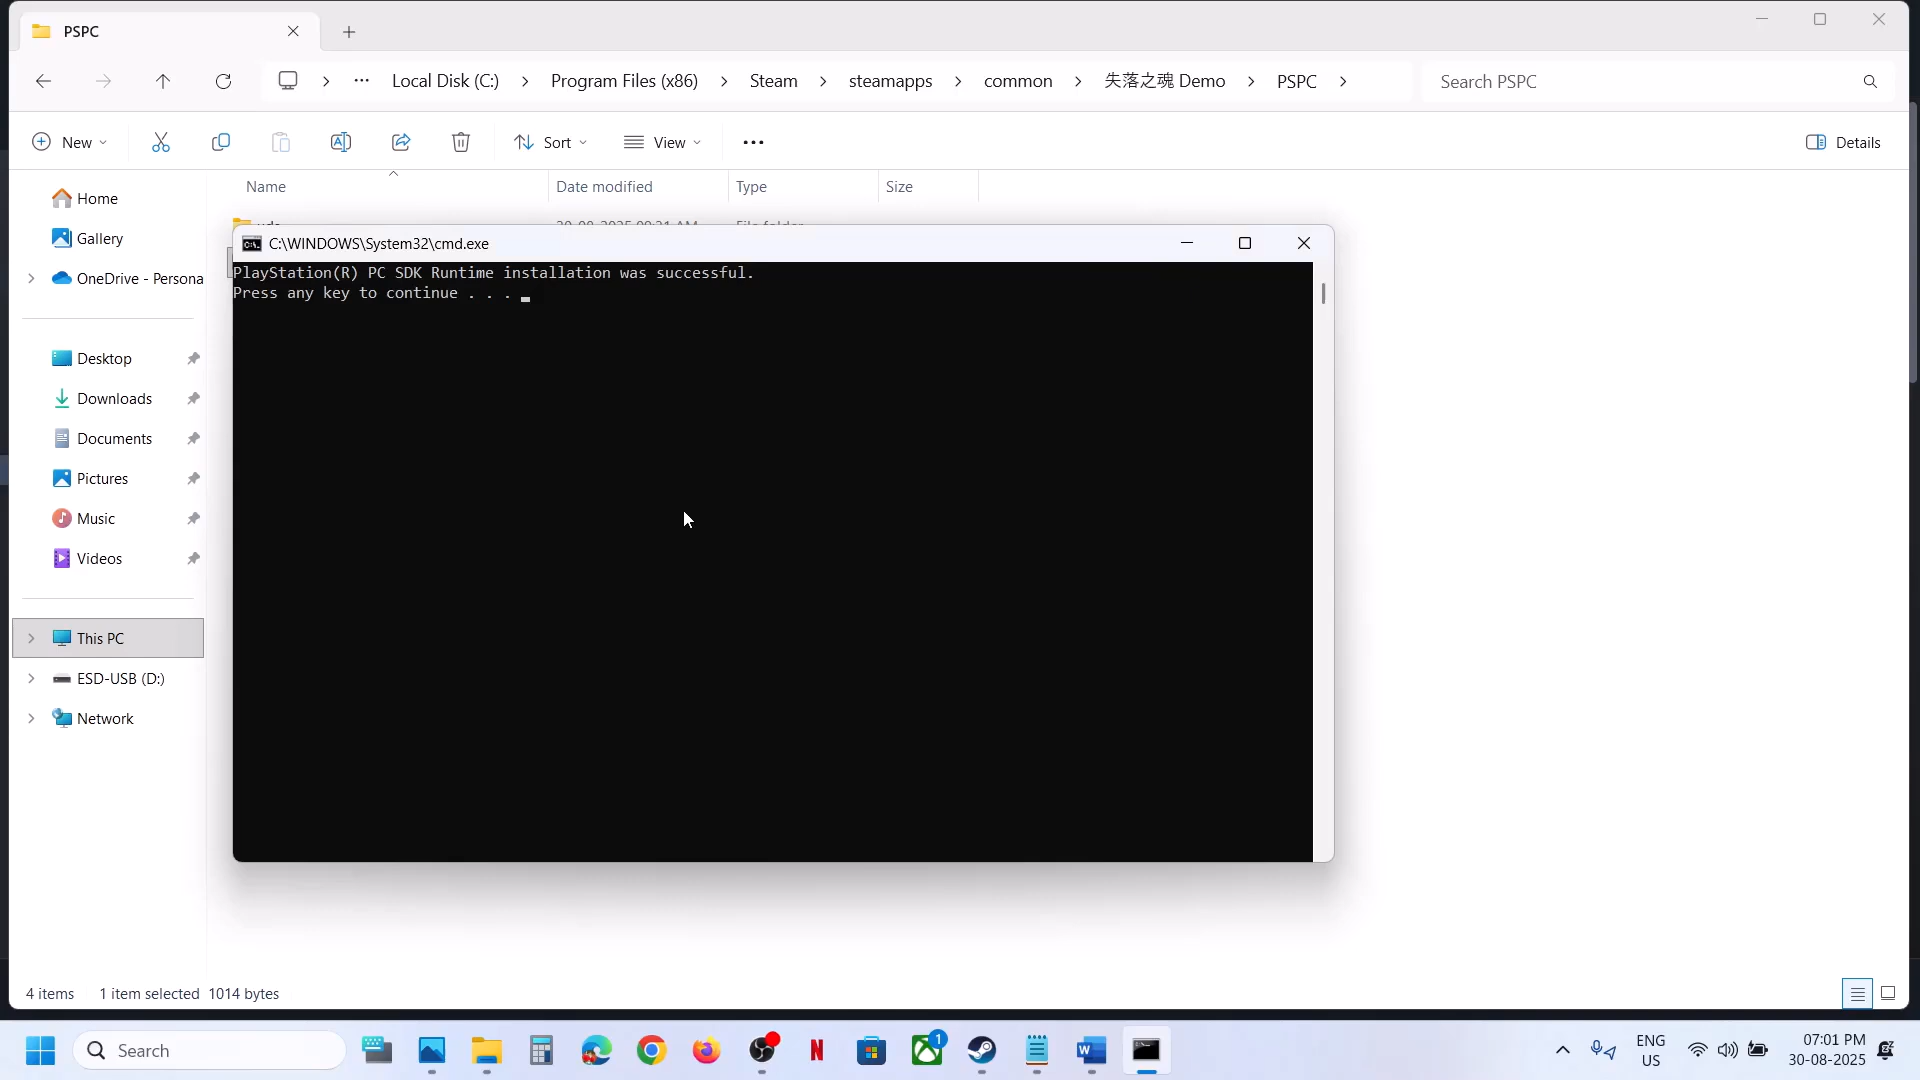 PSPC
Local Disk (C:) Program Files (x86) Steam steamapps common 失落之魂 Demo PSPC
Search PSPC
New
Sort
View
Details
Name Date modified Type Size
Home
Gallery
OneDrive - Persona
Desktop
Downloads
Documents
Pictures
Music
Videos
This PC
ESD-USB (D:)
Network
C:\WINDOWS\System32\cmd.exe
PlayStation(R) PC SDK Runtime installation was successful.
Press any key to continue . . .
4 items 1 item selected 1014 bytes
Search
1
ENG
US
07:01 PM
30-08-2025